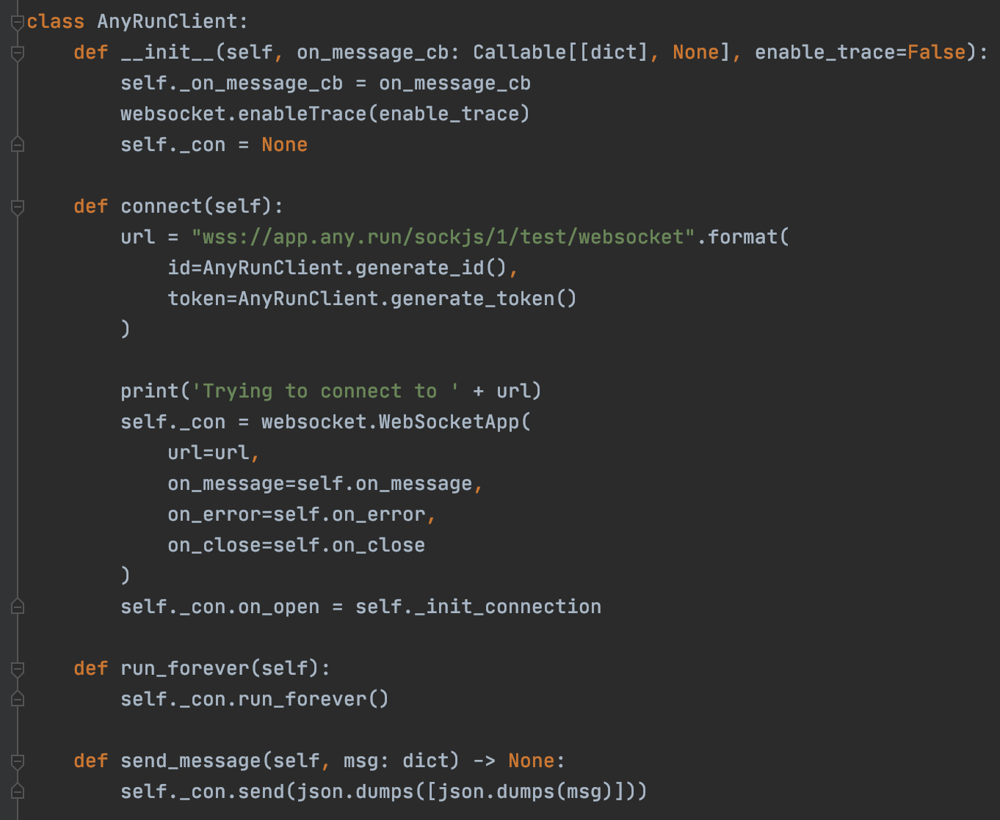 class AnyRunClient:
    def __init__(self, on_message_cb: Callable[[dict], None], enable_trace=False):
        self._on_message_cb = on_message_cb
        websocket.enableTrace(enable_trace)
        self._con = None

    def connect(self):
        url = "wss://app.any.run/sockjs/1/test/websocket".format(
            id=AnyRunClient.generate_id(),
            token=AnyRunClient.generate_token()
        )

        print('Trying to connect to ' + url)
        self._con = websocket.WebSocketApp(
            url=url,
            on_message=self.on_message,
            on_error=self.on_error,
            on_close=self.on_close
        )
        self._con.on_open = self._init_connection

    def run_forever(self):
        self._con.run_forever()

    def send_message(self, msg: dict) -> None:
        self._con.send(json.dumps([json.dumps(msg)]))